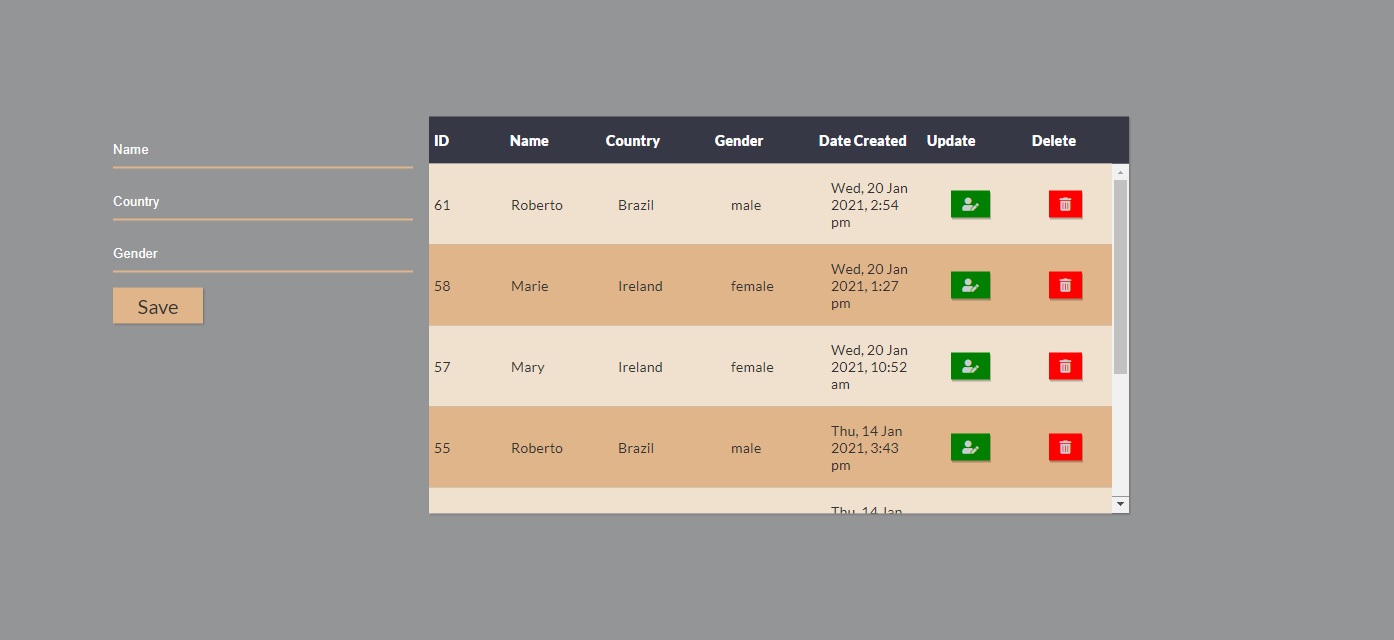 Name
Country
Gender
Save
ID Name Country Gender Date Created Update Delete
61 Roberto Brazil male Wed, 20 Jan
2021, 2:54
pm
58 Marie Ireland female Wed, 20 Jan
2021, 1:27
pm
57 Mary Ireland female Wed, 20 Jan
2021, 10:52
am
55 Roberto Brazil male Thu, 14 Jan
2021, 3:43
pm
Thu, 14 Jan